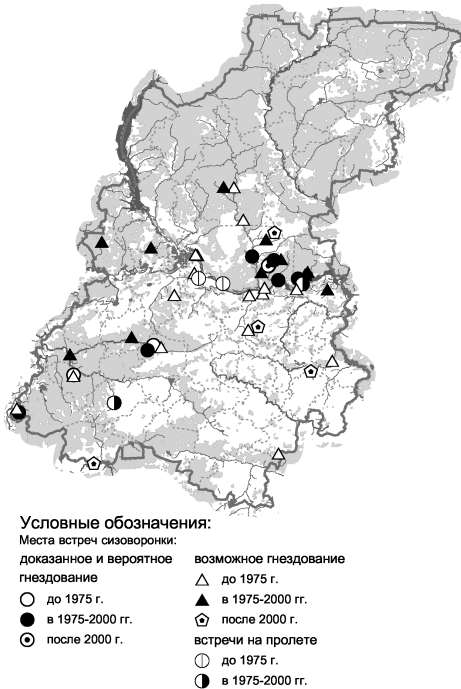 Условные обозначения:
Места встреч сизоворонки:
доказанное и вероятное
гнездование
до 1975 г.
в 1975-2000 гг.
после 2000 г.
возможное гнездование
до 1975 г.
в 1975-2000 гг.
после 2000 г.
встречи на пролете
до 1975 г.
в 1975-2000 гг.